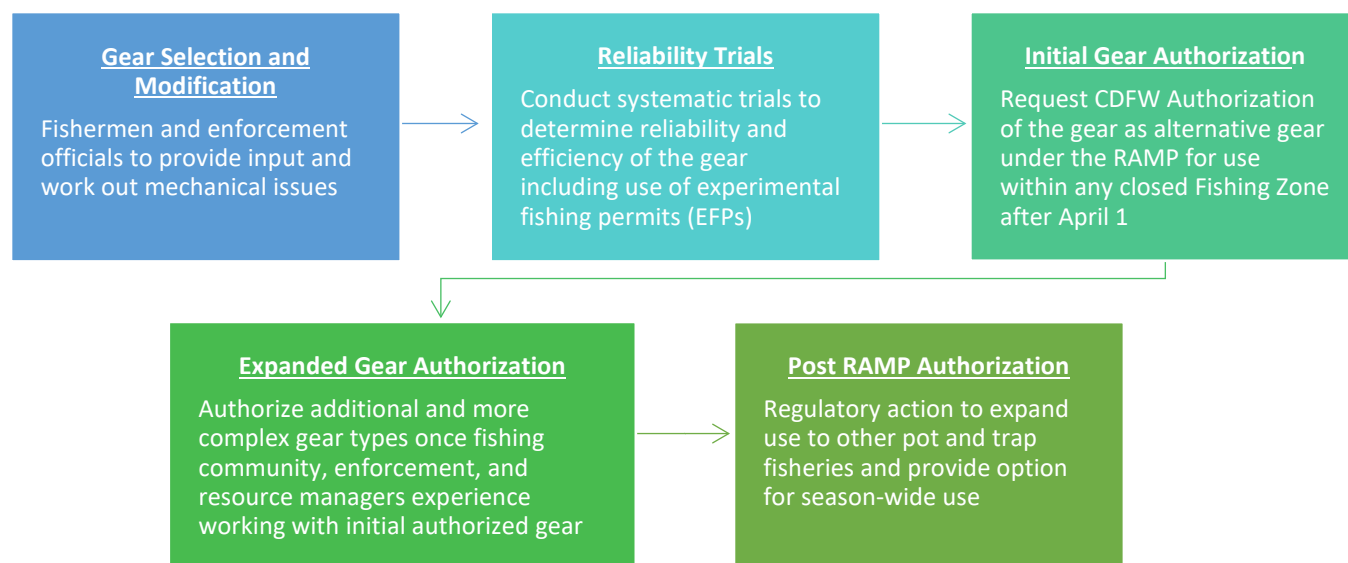 Gear Selection and
Modification
Fishermen and enforcement
officials to provide input and
work out mechanical issues
Reliability Trials
Conduct systematic trials to
determine reliability and
efficiency of the gear
including use of experimental
fishing permits (EFPs)
Initial Gear Authorization
Request CDFW Authorization
of the gear as alternative gear
under the RAMP for use
within any closed Fishing Zone
after April 1
Expanded Gear Authorization
Authorize additional and more
complex gear types once fishing
community, enforcement, and
resource managers experience
working with initial authorized gear
Post RAMP Authorization
Regulatory action to expand
use to other pot and trap
fisheries and provide option
for season-wide use